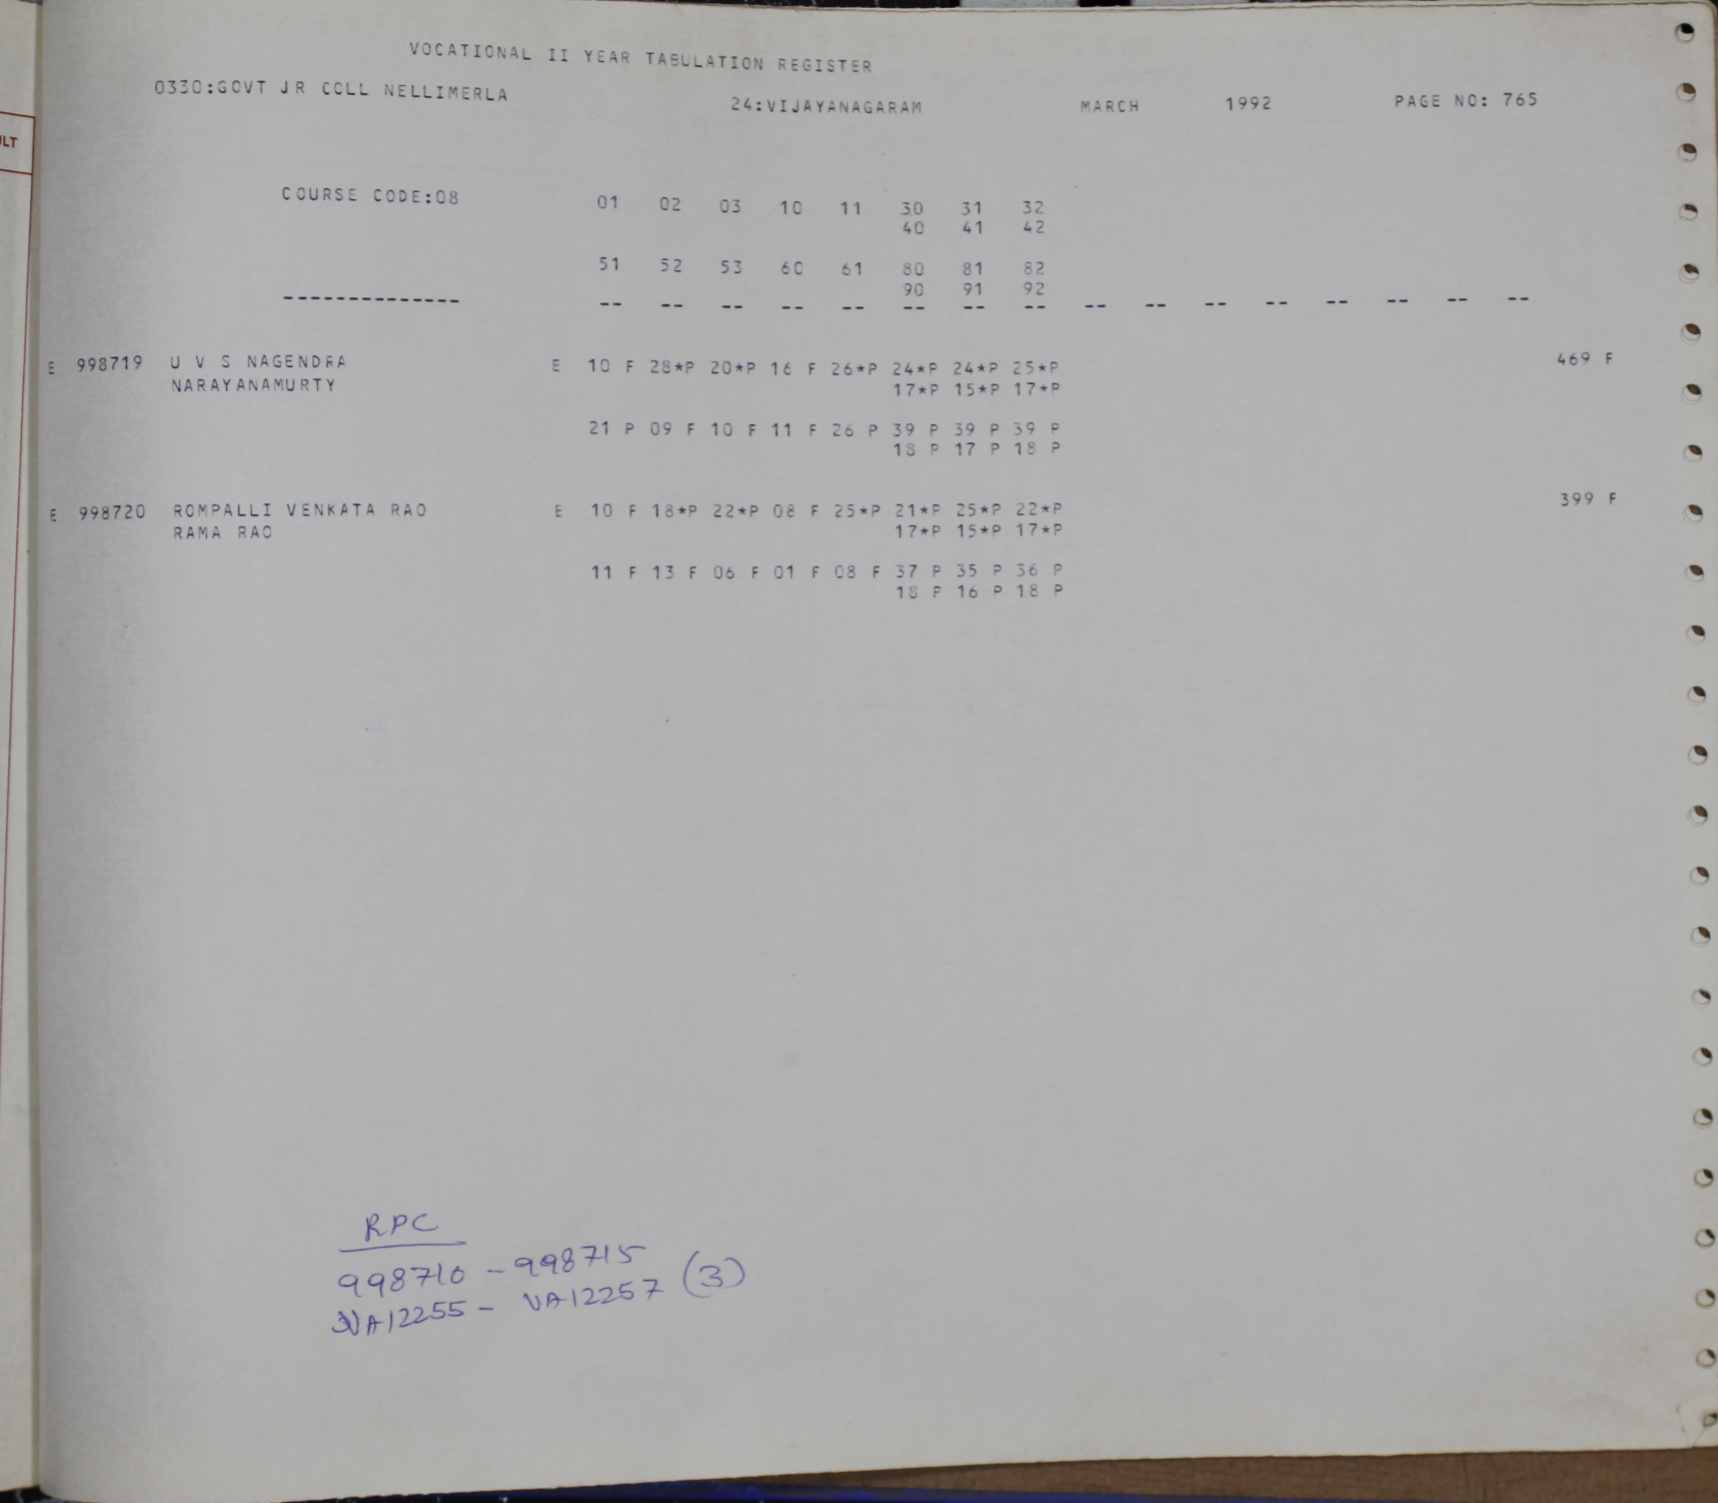 VOCATIONAL II YEAR TABULATION REGISTER
0330:GOVT JR COLL NELLIMERLA 24:VIJAYANAGARAM MARCH 1992 PAGE NO: 765
COURSE CODE:08 01 02 03 10 11 30 31 32
40 41 42
51 52 53 60 61 80 81 82
90 91 92
-------------- -- -- -- -- -- -- -- -- -- -- -- -- -- -- -- --
E 998719 U V S NAGENDRA E 10 F 28*P 20*P 16 F 26*P 24*P 24*P 25*P 469 F
NARAYANAMURTY 17*P 15*P 17*P
21 P 09 F 10 F 11 F 26 P 39 P 39 P 39 P
18 P 17 P 18 P
E 998720 ROMPALLI VENKATA RAO E 10 F 18*P 22*P 08 F 25*P 21*P 25*P 22*P 399 F
RAMA RAO 17*P 15*P 17*P
11 F 13 F 06 F 01 F 08 F 37 P 35 P 36 P
18 P 16 P 18 P
RPC
998710 - 998715
VA12255 - VA12257 (3)